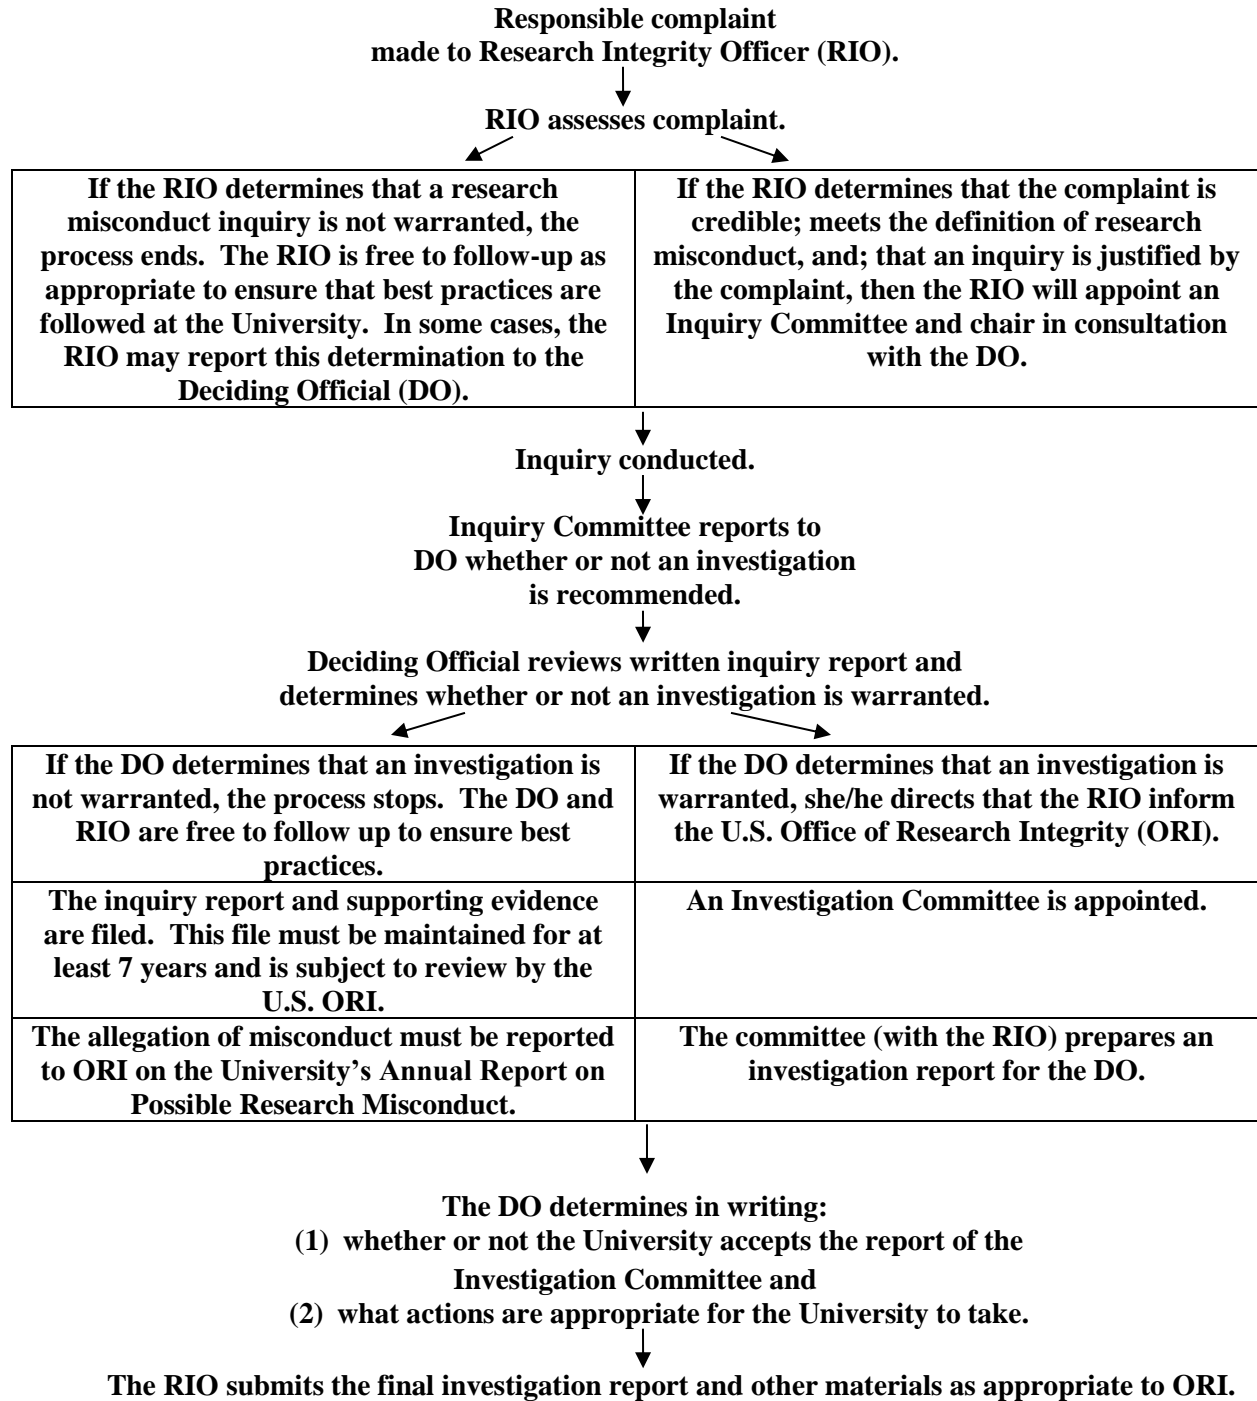 Responsible complaint
made to Research Integrity Officer (RIO).
RIO assesses complaint.
If the RIO determines that a research
misconduct inquiry is not warranted, the
process ends.  The RIO is free to follow-up as
appropriate to ensure that best practices are
followed at the University.  In some cases, the
RIO may report this determination to the
Deciding Official (DO).
If the RIO determines that the complaint is
credible; meets the definition of research
misconduct, and; that an inquiry is justified by
the complaint, then the RIO will appoint an
Inquiry Committee and chair in consultation
with the DO.
Inquiry conducted.
Inquiry Committee reports to
DO whether or not an investigation
is recommended.
Deciding Official reviews written inquiry report and
determines whether or not an investigation is warranted.
If the DO determines that an investigation is
not warranted, the process stops.  The DO and
RIO are free to follow up to ensure best
practices.
If the DO determines that an investigation is
warranted, she/he directs that the RIO inform
the U.S. Office of Research Integrity (ORI).
The inquiry report and supporting evidence
are filed.  This file must be maintained for at
least 7 years and is subject to review by the
U.S. ORI.
An Investigation Committee is appointed.
The allegation of misconduct must be reported
to ORI on the University’s Annual Report on
Possible Research Misconduct.
The committee (with the RIO) prepares an
investigation report for the DO.
The DO determines in writing:
(1)  whether or not the University accepts the report of the
Investigation Committee and
(2)  what actions are appropriate for the University to take.
The RIO submits the final investigation report and other materials as appropriate to ORI.